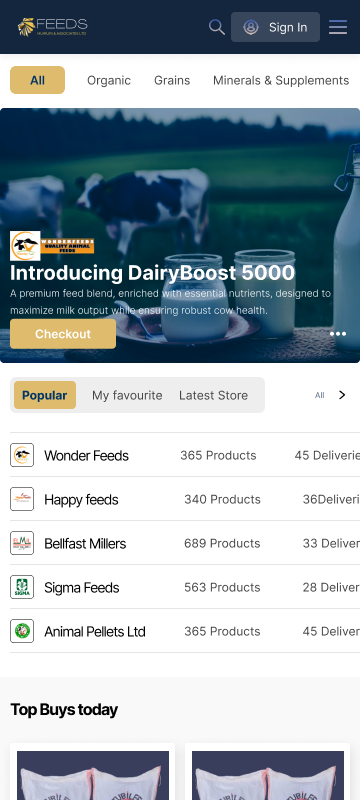 FEEDS
Sign In
All
Organic
Grains
Minerals & Supplements
WONDERFEEDS
QUALITY ANIMAL
FEEDS
Introducing DairyBoost 5000
A premium feed blend, enriched with essential nutrients, designed to
maximize milk output while ensuring robust cow health.
Checkout
Popular
My favourite
Latest Store
All
Wonder Feeds
365 Products
45 Deliverie
Happy feeds
340 Products
36Deliveri
Bellfast Millers
689 Products
33 Deliver
SIGMA
Sigma Feeds
563 Products
28 Deliver
Animal Pellets Ltd
365 Products
45 Deliver
Top Buys today